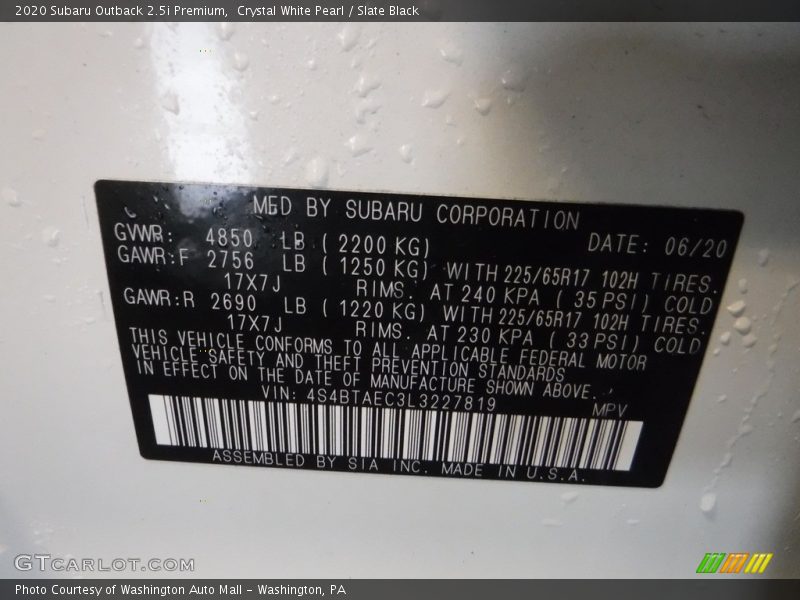 2020 Subaru Outback 2.5i Premium,  Crystal White Pearl / Slate Black
MFD BY SUBARU CORPORATION
GVWR: 4850 LB ( 2200 KG) DATE: 06/20
GAWR:F 2756 LB ( 1250 KG) WITH 225/65R17 102H TIRES.
17X7J RIMS. AT 240 KPA ( 35 PSI) COLD
GAWR:R 2690 LB ( 1220 KG) WITH 225/65R17 102H TIRES.
17X7J RIMS. AT 230 KPA ( 33 PSI) COLD
THIS VEHICLE CONFORMS TO ALL APPLICABLE FEDERAL MOTOR
VEHICLE SAFETY AND THEFT PREVENTION STANDARDS
IN EFFECT ON THE DATE OF MANUFACTURE SHOWN ABOVE.
VIN: 4S4BTAEC3L3227819 MPV
ASSEMBLED BY SIA INC. MADE IN U.S.A.
GTCARLOT.COM
Photo Courtesy of Washington Auto Mall - Washington, PA